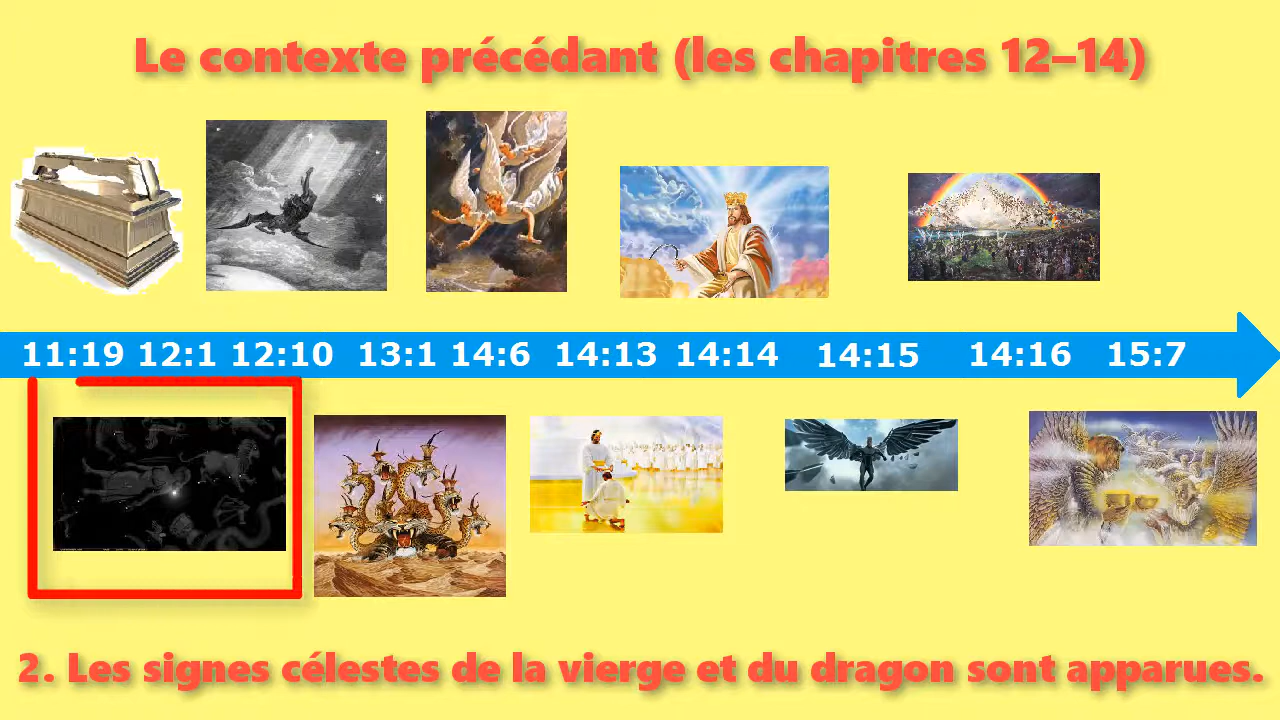 Le contexte précédant (les chapitres 12–14)
11:19 12:1 12:10 13:1 14:6 14:13 14:14 14:15 14:16 15:7
2. Les signes célestes de la vierge et du dragon sont apparues.